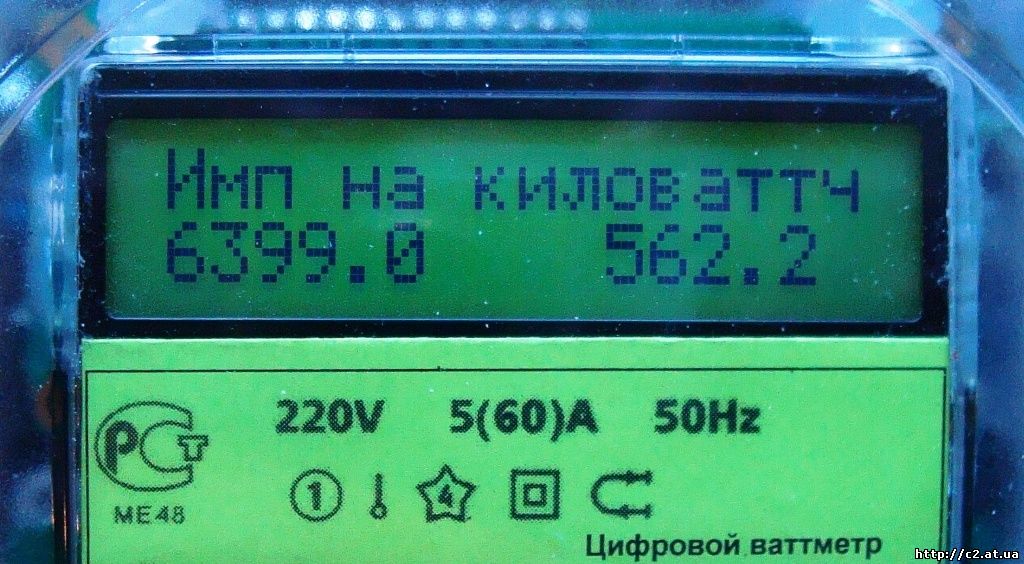 Имп на киловаттч
6399.0 562.2
220V 5(60)A 50Hz
РСТ
ME48
1 4
Цифровой ваттметр
http://c2.at.ua